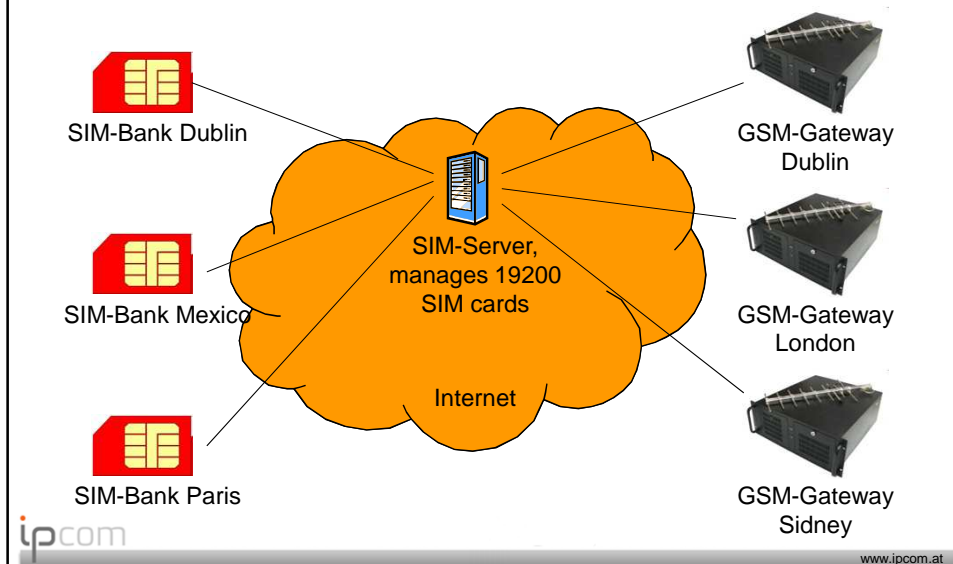 SIM-Bank Dublin
SIM-Bank Mexico
SIM-Bank Paris
SIM-Server,
manages 19200
SIM cards
Internet
GSM-Gateway
Dublin
GSM-Gateway
London
GSM-Gateway
Sidney
ipcom
www.ipcom.at